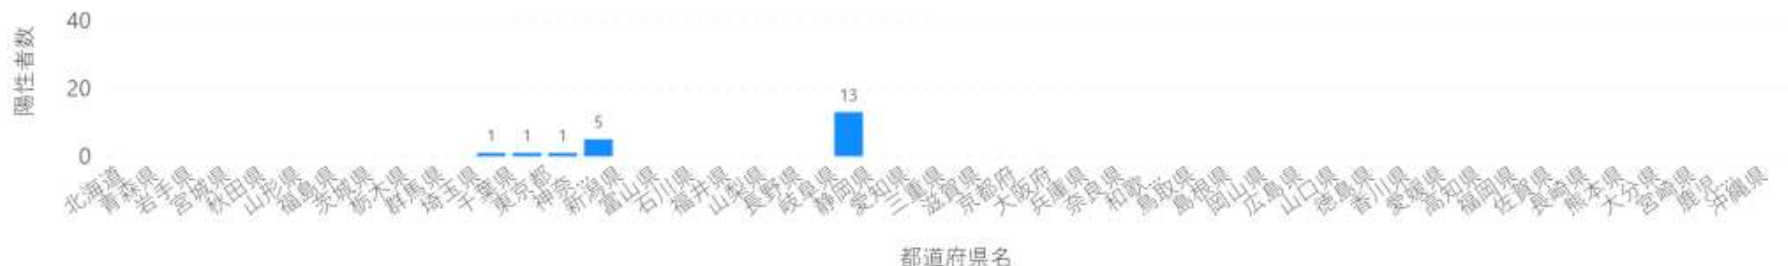 陽性者数
40
20
0
1
1
1
5
13
北海道
青森県
岩手県
宮城県
秋田県
山形県
福島県
茨城県
栃木県
群馬県
埼玉県
千葉県
東京都
神奈…
新潟県
富山県
石川県
福井県
山梨県
長野県
岐阜県
静岡県
愛知県
三重県
滋賀県
京都府
大阪府
兵庫県
奈良県
和歌…
鳥取県
島根県
岡山県
広島県
山口県
徳島県
香川県
愛媛県
高知県
福岡県
佐賀県
長崎県
熊本県
大分県
宮崎県
鹿児…
沖縄県
都道府県名